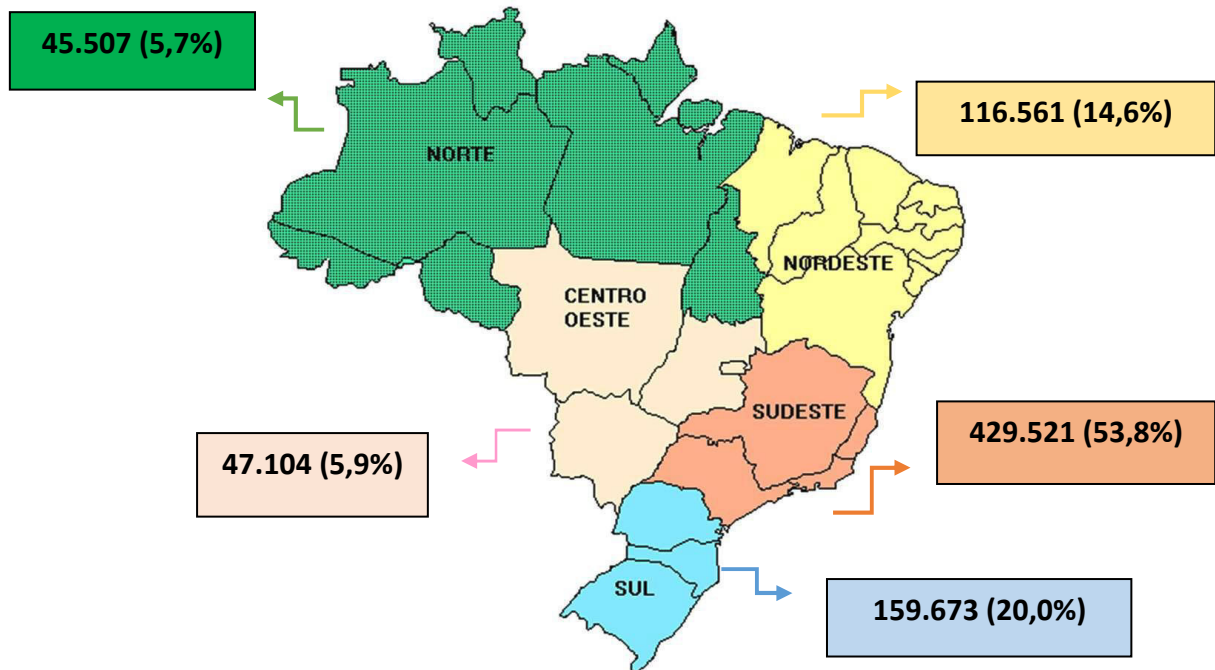 45.507 (5,7%)
116.561 (14,6%)
NORTE
NORDESTE
CENTRO
OESTE
SUDESTE
429.521 (53,8%)
47.104 (5,9%)
SUL
159.673 (20,0%)